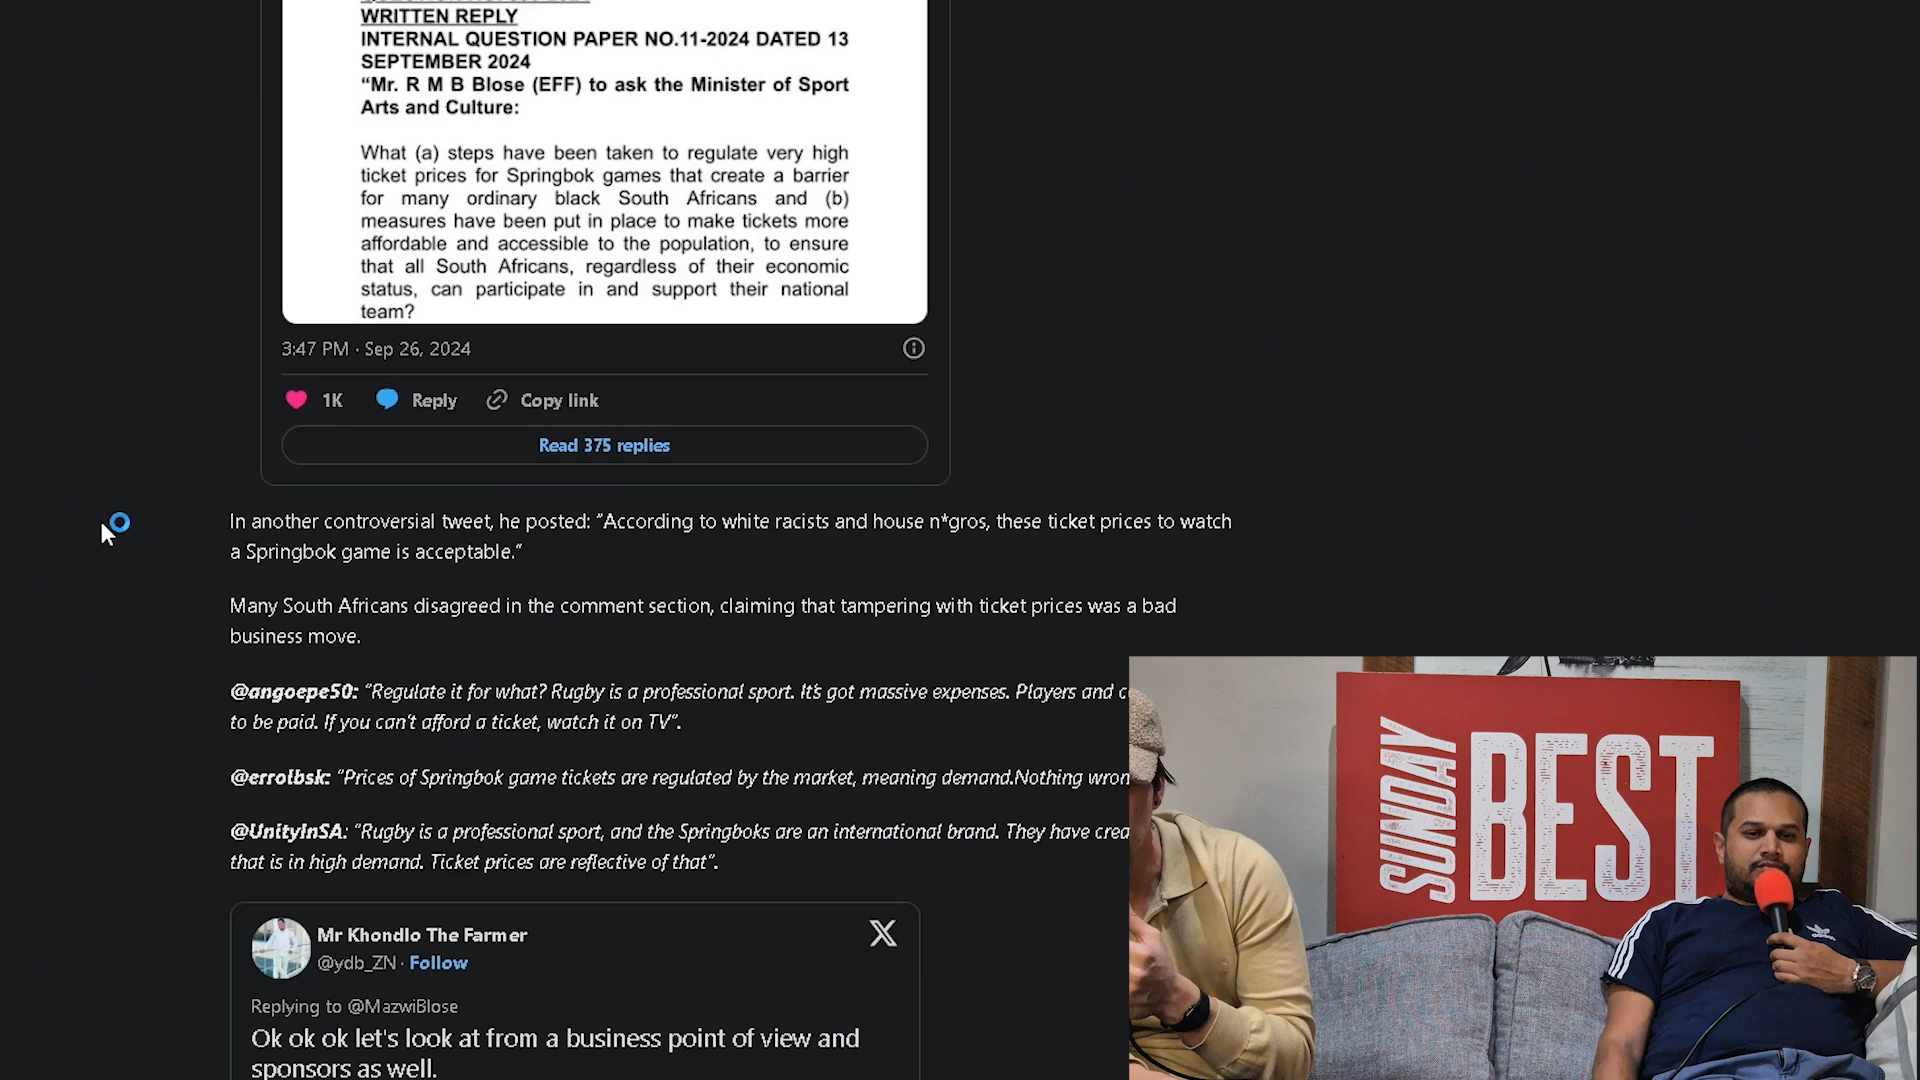 WRITTEN REPLY
INTERNAL QUESTION PAPER NO.11-2024 DATED 13
SEPTEMBER 2024
“Mr. R M B Blose (EFF) to ask the Minister of Sport
Arts and Culture:
What (a) steps have been taken to regulate very high
ticket prices for Springbok games that create a barrier
for many ordinary black South Africans and (b)
measures have been put in place to make tickets more
affordable and accessible to the population, to ensure
that all South Africans, regardless of their economic
status, can participate in and support their national
team?
3:47 PM · Sep 26, 2024
1K Reply Copy link
Read 375 replies
In another controversial tweet, he posted: “According to white racists and house n*gros, these ticket prices to watch
a Springbok game is acceptable.”
Many South Africans disagreed in the comment section, claiming that tampering with ticket prices was a bad
business move.
@angoepe50: “Regulate it for what? Rugby is a professional sport. It’s got massive expenses. Players and
to be paid. If you can’t afford a ticket, watch it on TV”.
@errolbsk: “Prices of Springbok game tickets are regulated by the market, meaning demand.Nothing
@UnityInSA: “Rugby is a professional sport, and the Springboks are an international brand. They have
that is in high demand. Ticket prices are reflective of that”.
Mr Khondlo The Farmer
@ydb_ZN · Follow
Replying to @MazwiBlose
Ok ok ok let's look at from a business point of view and
sponsors as well.
SUNDAY
BEST
adidas